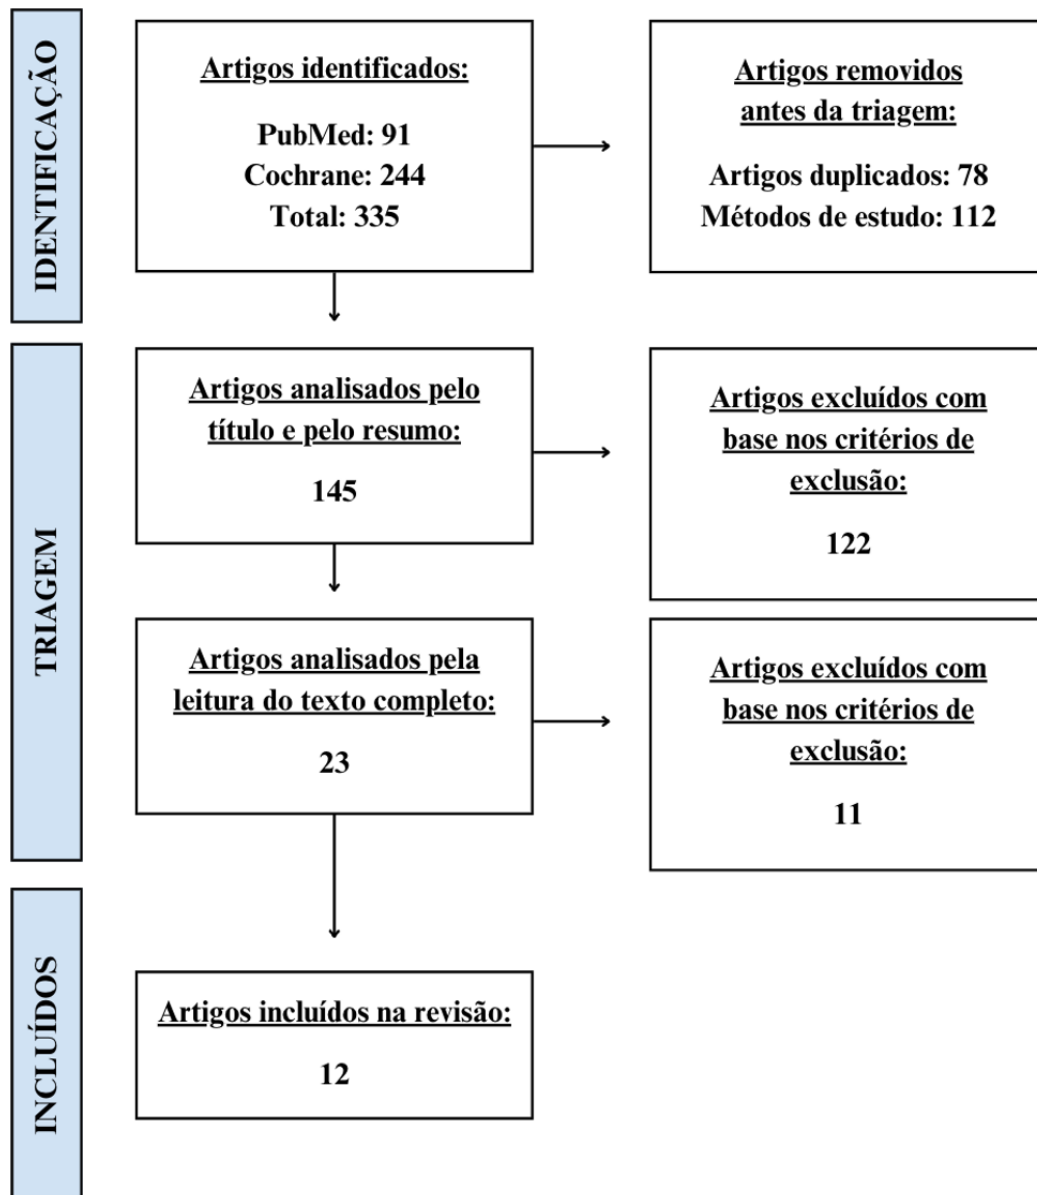 IDENTIFICAÇÃO
Artigos identificados:
PubMed: 91
Cochrane: 244
Total: 335
Artigos removidos
antes da triagem:
Artigos duplicados: 78
Métodos de estudo: 112
TRIAGEM
Artigos analisados pelo
título e pelo resumo:
145
Artigos excluídos com
base nos critérios de
exclusão:
122
Artigos analisados pela
leitura do texto completo:
23
Artigos excluídos com
base nos critérios de
exclusão:
11
INCLUÍDOS
Artigos incluídos na revisão:
12